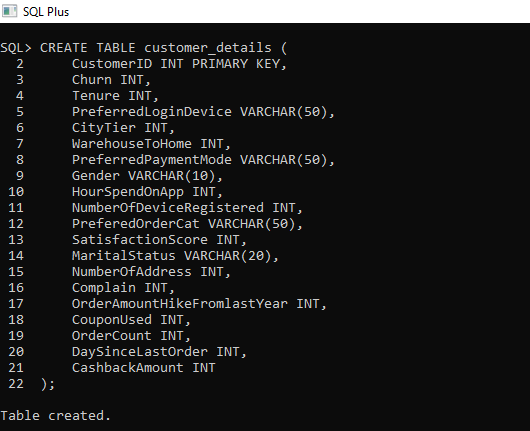 SQL Plus
SQL> CREATE TABLE customer_details (
  2      CustomerID INT PRIMARY KEY,
  3      Churn INT,
  4      Tenure INT,
  5      PreferredLoginDevice VARCHAR(50),
  6      CityTier INT,
  7      WarehouseToHome INT,
  8      PreferredPaymentMode VARCHAR(50),
  9      Gender VARCHAR(10),
 10      HourSpendOnApp INT,
 11      NumberOfDeviceRegistered INT,
 12      PreferedOrderCat VARCHAR(50),
 13      SatisfactionScore INT,
 14      MaritalStatus VARCHAR(20),
 15      NumberOfAddress INT,
 16      Complain INT,
 17      OrderAmountHikeFromlastYear INT,
 18      CouponUsed INT,
 19      OrderCount INT,
 20      DaySinceLastOrder INT,
 21      CashbackAmount INT
 22  );
Table created.